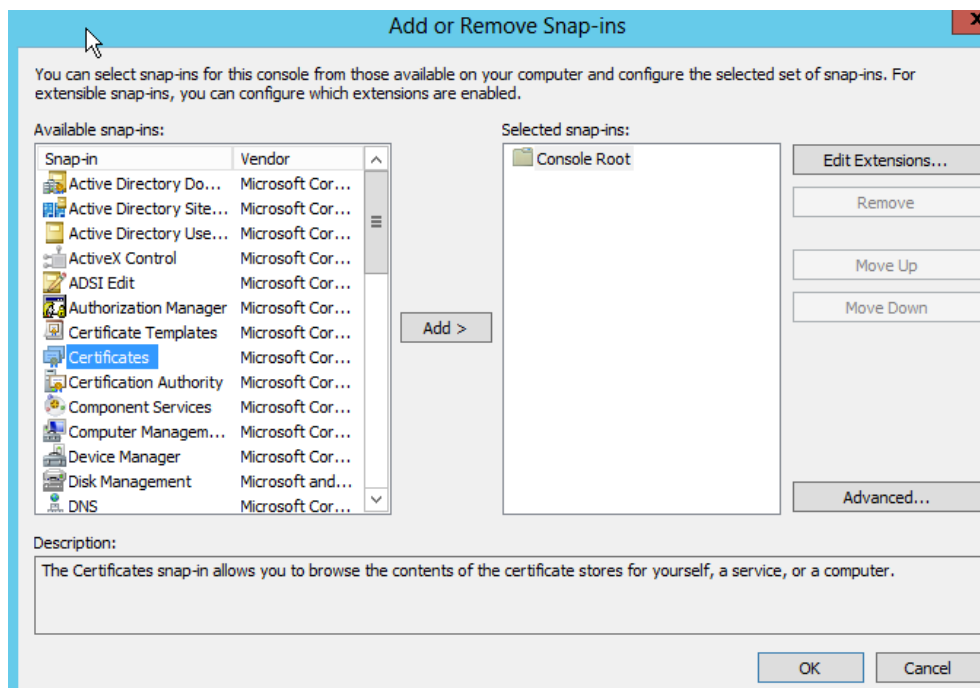 Add or Remove Snap-ins
x
You can select snap-ins for this console from those available on your computer and configure the selected set of snap-ins. For
extensible snap-ins, you can configure which extensions are enabled.
Available snap-ins:
Selected snap-ins:
Snap-in Vendor
Active Directory Do... Microsoft Cor...
Active Directory Site... Microsoft Cor...
Active Directory Use... Microsoft Cor...
ActiveX Control Microsoft Cor...
ADSI Edit Microsoft Cor...
Authorization Manager Microsoft Cor...
Certificate Templates Microsoft Cor...
Certificates Microsoft Cor...
Certification Authority Microsoft Cor...
Component Services Microsoft Cor...
Computer Managem... Microsoft Cor...
Device Manager Microsoft Cor...
Disk Management Microsoft and...
DNS Microsoft Cor...
Add >
Console Root
Edit Extensions...
Remove
Move Up
Move Down
Advanced...
Description:
The Certificates snap-in allows you to browse the contents of the certificate stores for yourself, a service, or a computer.
OK
Cancel